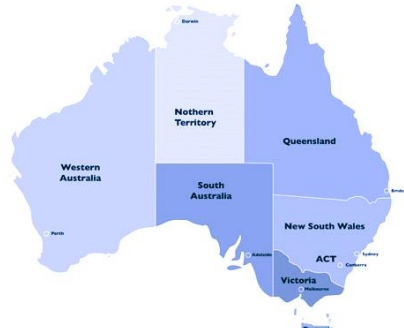 Darwin
Nothern
Territory
Queensland
Western
Australia
South
Australia
New South Wales
Perth
Adelaide
Sydney
ACT
Canberra
Victoria
Melbourne